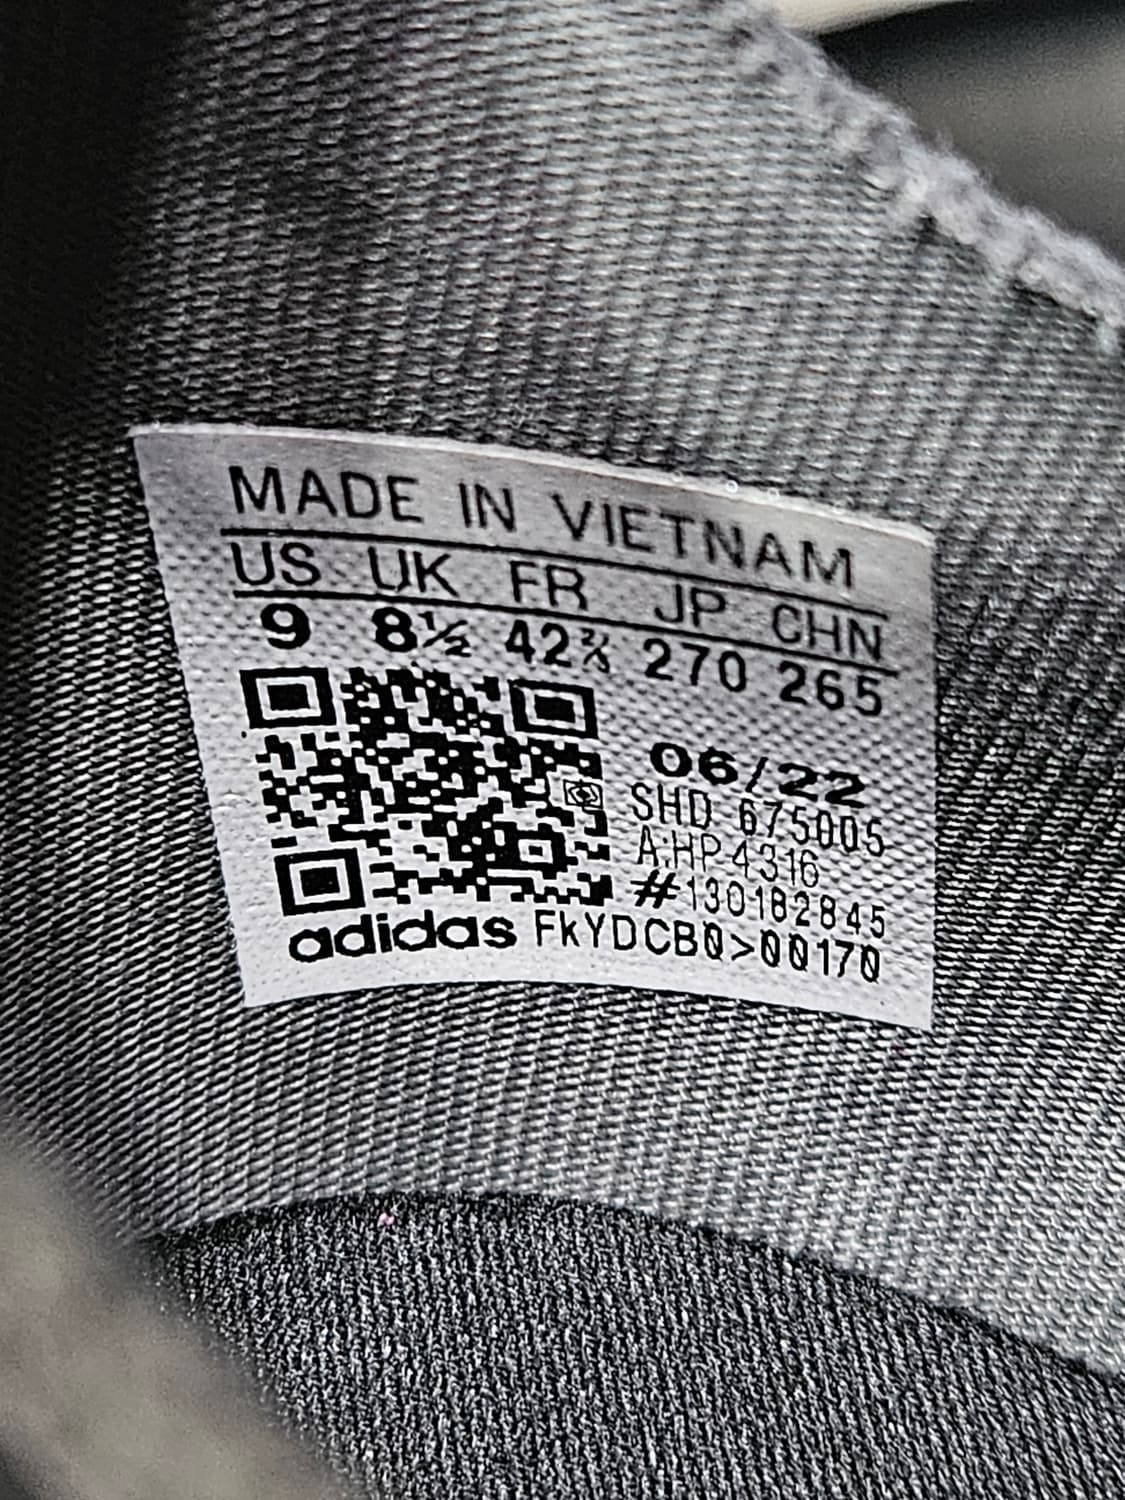 MADE IN VIETNAM
US UK FR JP CHN
9 8½ 42⅔ 270 265
06/22
SHD 675005
A:HP4316
#130182845
adidas FkYDCB0>00170